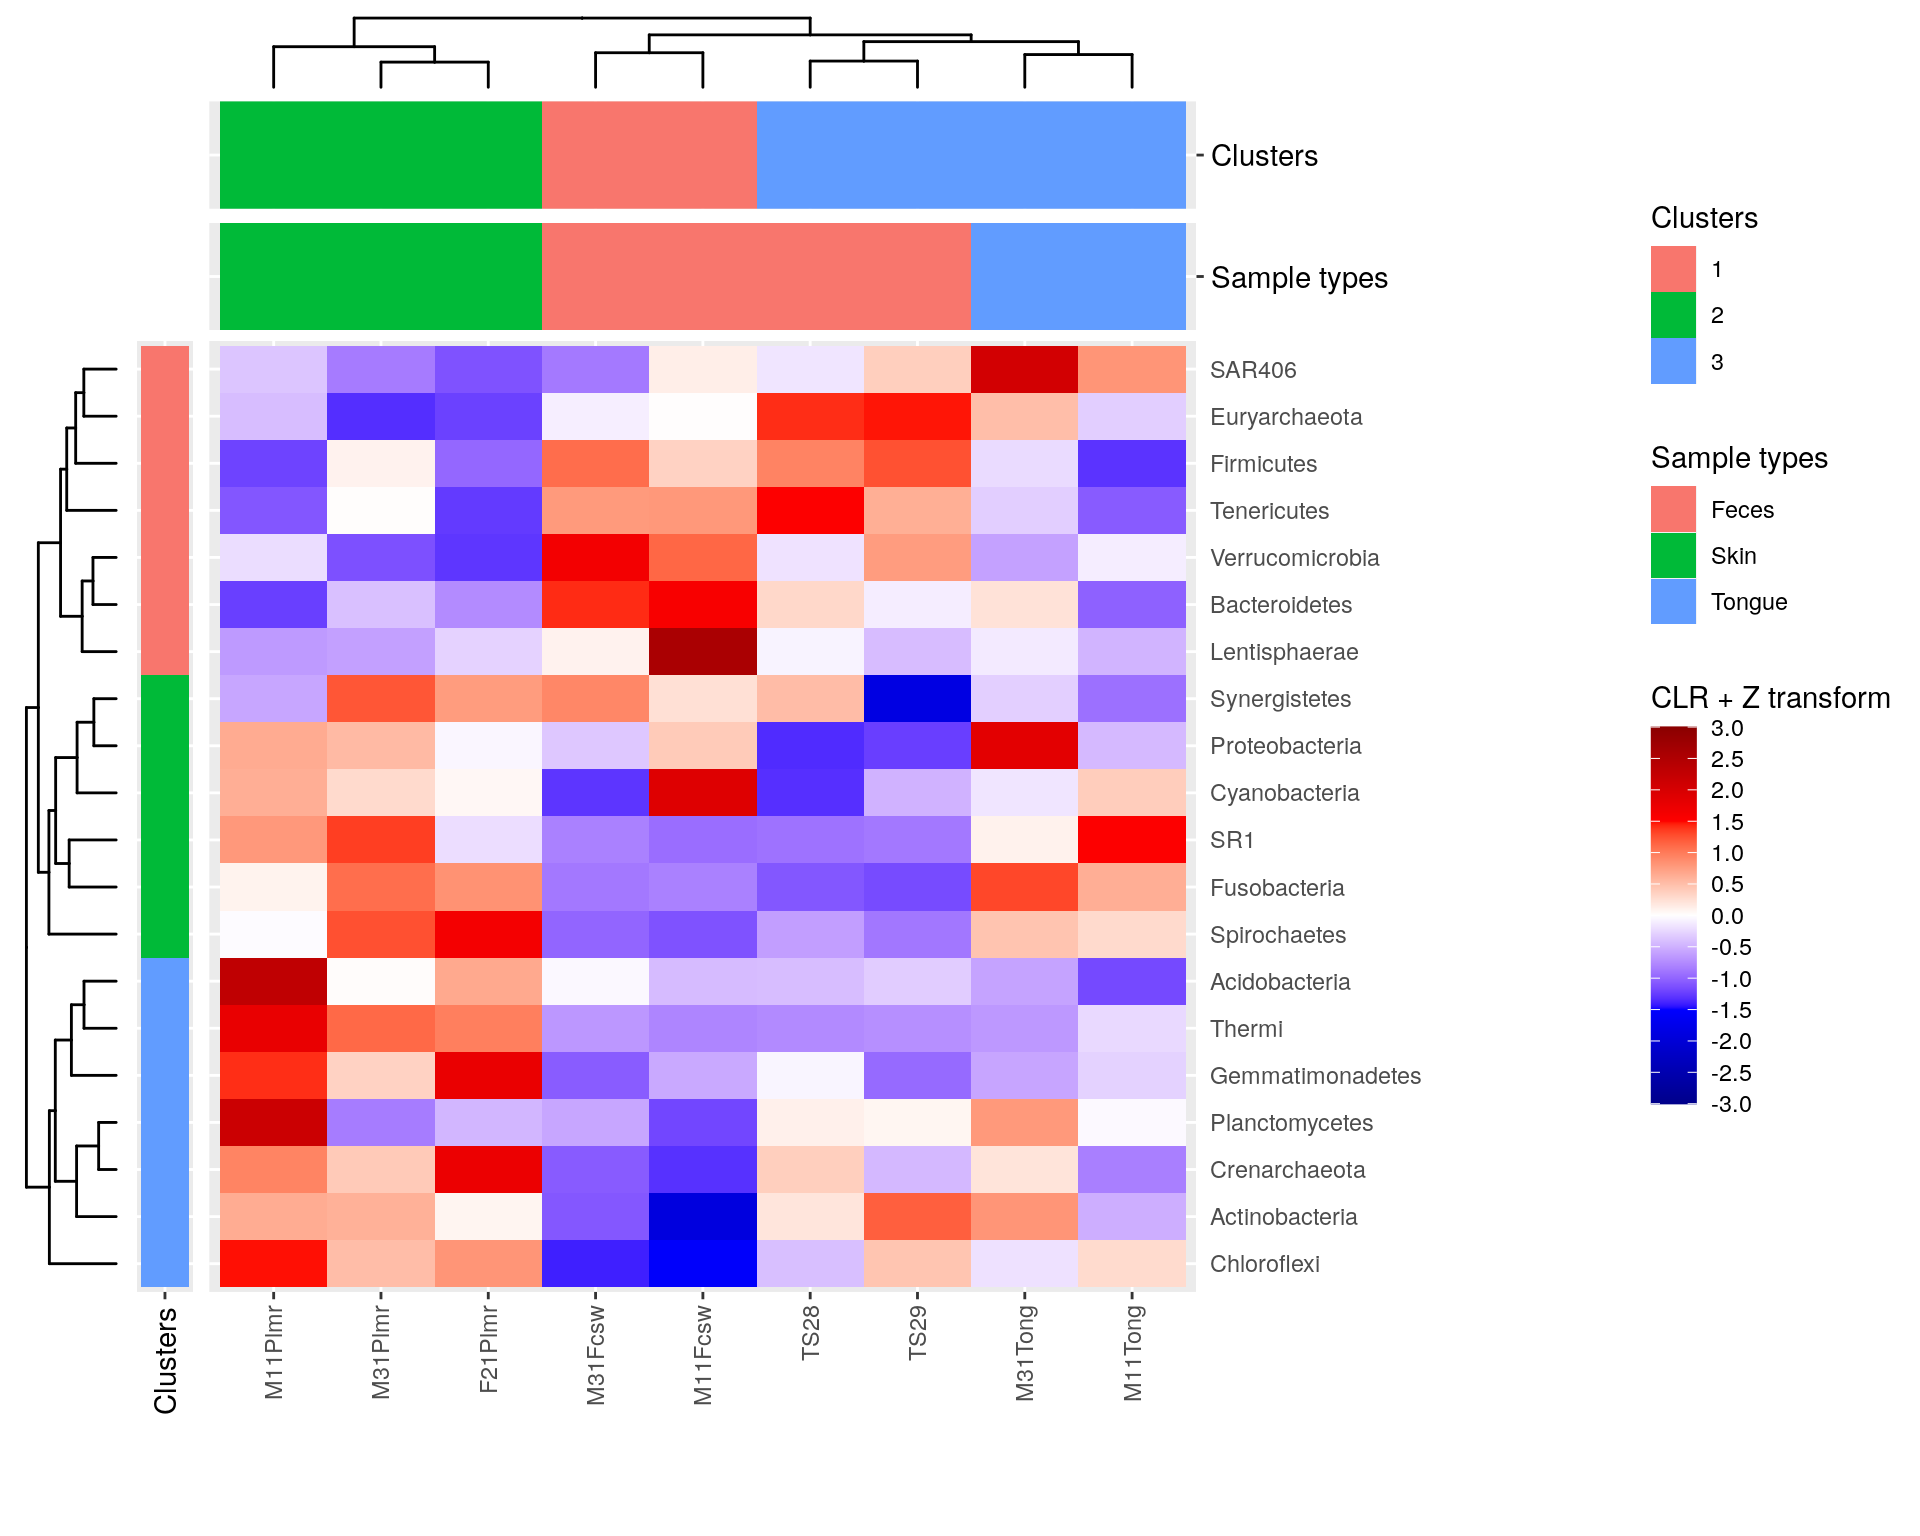 Clusters
Sample types
SAR406
Euryarchaeota
Firmicutes
Tenericutes
Verrucomicrobia
Bacteroidetes
Lentisphaerae
Synergistetes
Proteobacteria
Cyanobacteria
SR1
Fusobacteria
Spirochaetes
Acidobacteria
Thermi
Gemmatimonadetes
Planctomycetes
Crenarchaeota
Actinobacteria
Chloroflexi
Clusters
M11Plmr
M31Plmr
F21Plmr
M31Fcsw
M11Fcsw
TS28
TS29
M31Tong
M11Tong
Clusters
1
2
3
Sample types
Feces
Skin
Tongue
CLR + Z transform
3.0
2.5
2.0
1.5
1.0
0.5
0.0
-0.5
-1.0
-1.5
-2.0
-2.5
-3.0